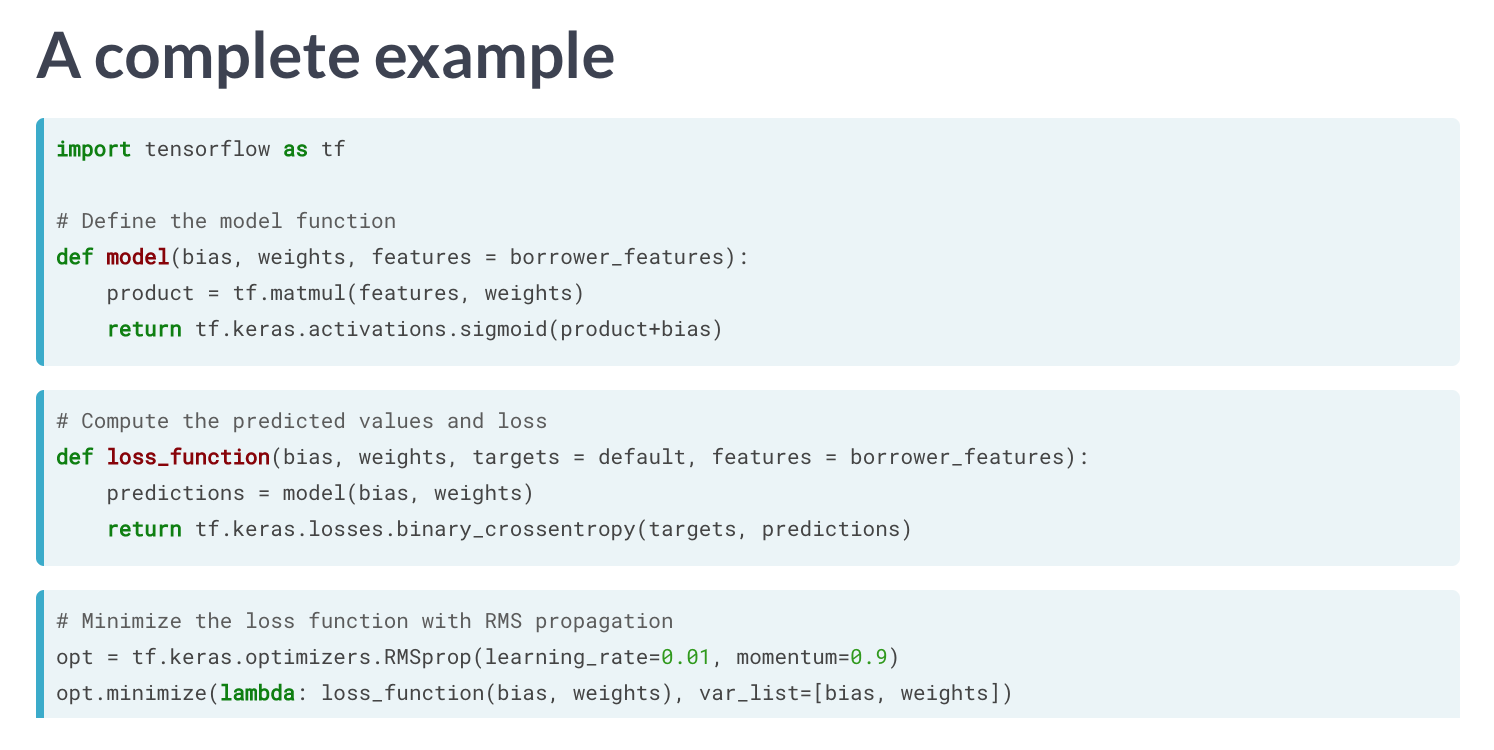 A complete example
import tensorflow as tf
# Define the model function
def model(bias, weights, features = borrower_features):
    product = tf.matmul(features, weights)
    return tf.keras.activations.sigmoid(product+bias)
# Compute the predicted values and loss
def loss_function(bias, weights, targets = default, features = borrower_features):
    predictions = model(bias, weights)
    return tf.keras.losses.binary_crossentropy(targets, predictions)
# Minimize the loss function with RMS propagation
opt = tf.keras.optimizers.RMSprop(learning_rate=0.01, momentum=0.9)
opt.minimize(lambda: loss_function(bias, weights), var_list=[bias, weights])